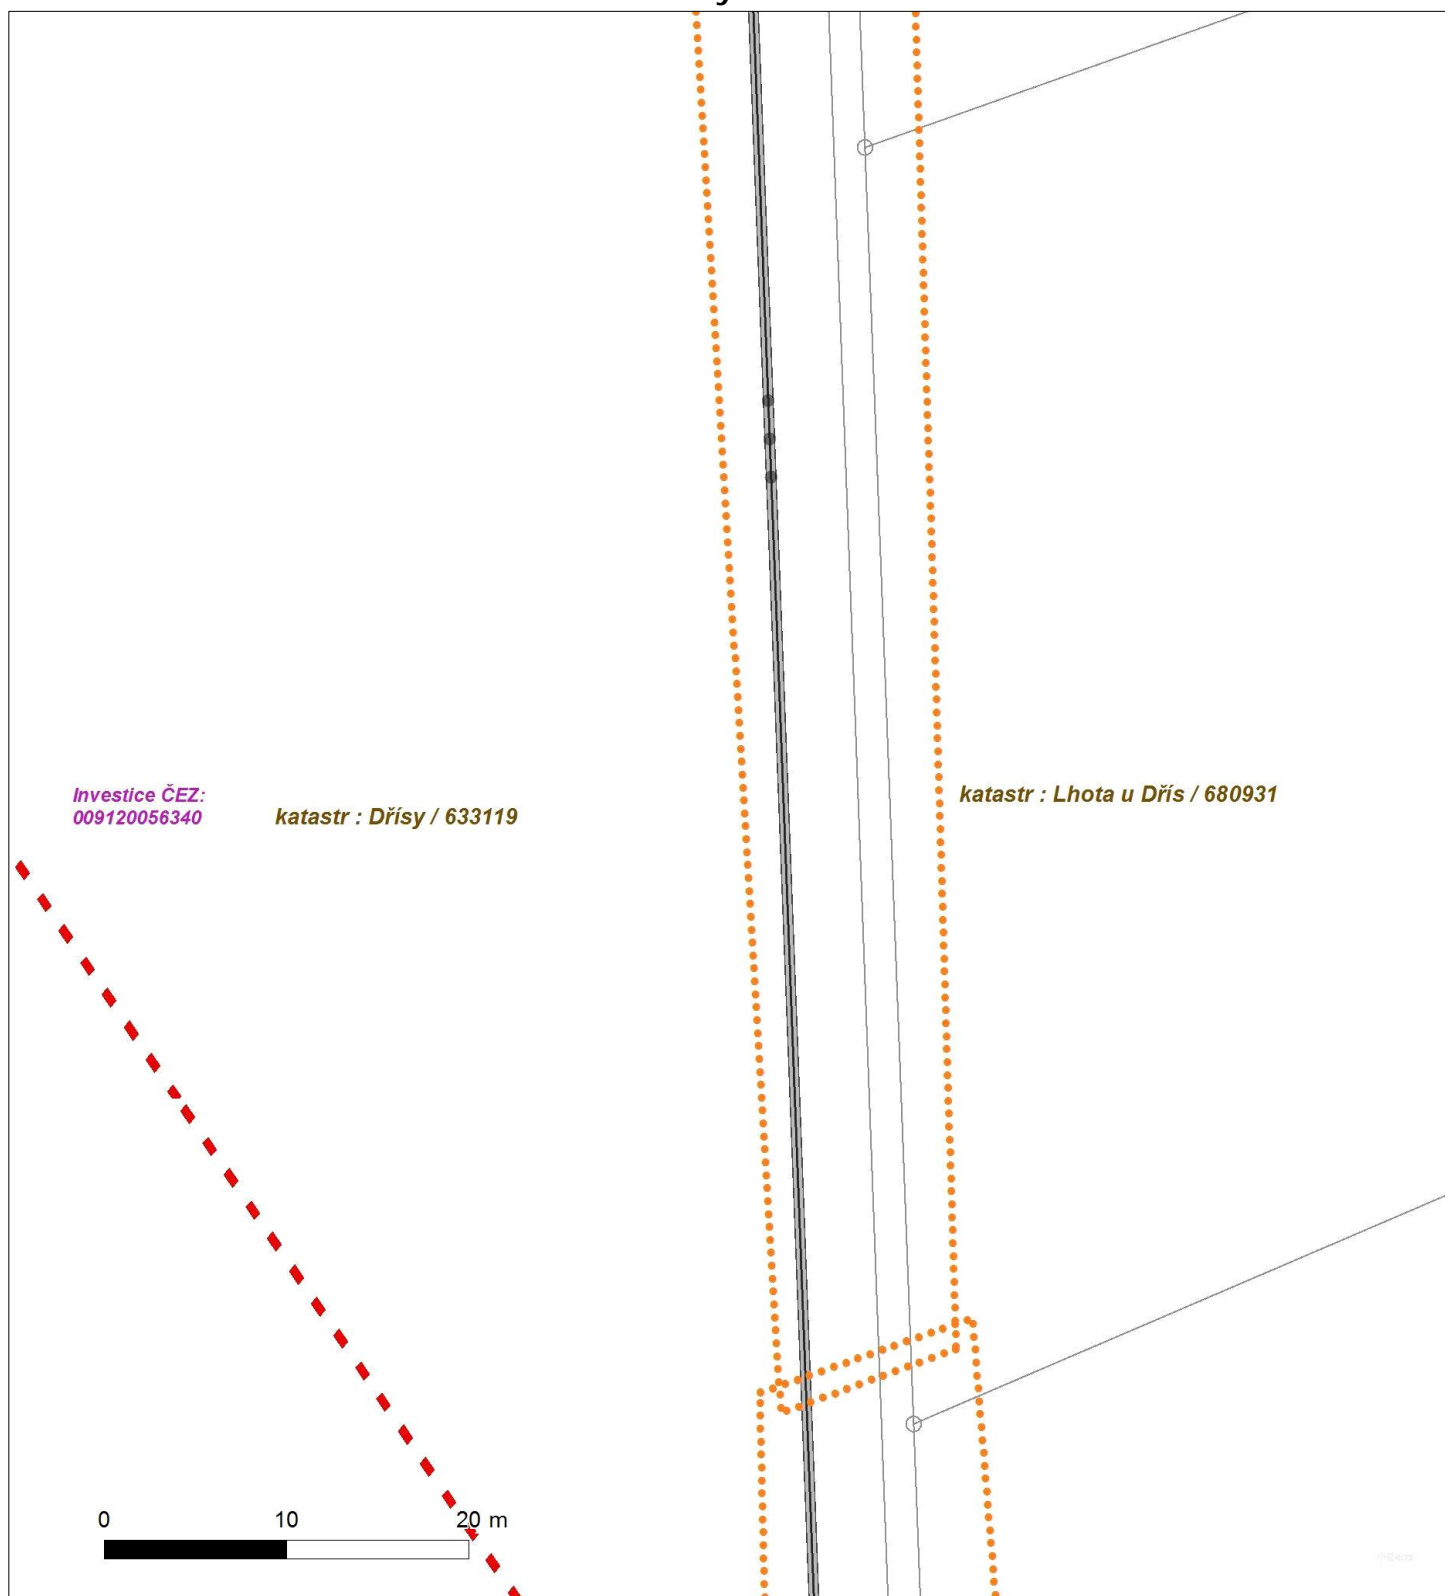 Investice ČEZ:
009120056340
katastr : Dřísy / 633119
katastr : Lhota u Dřís / 680931
0 10 20 m